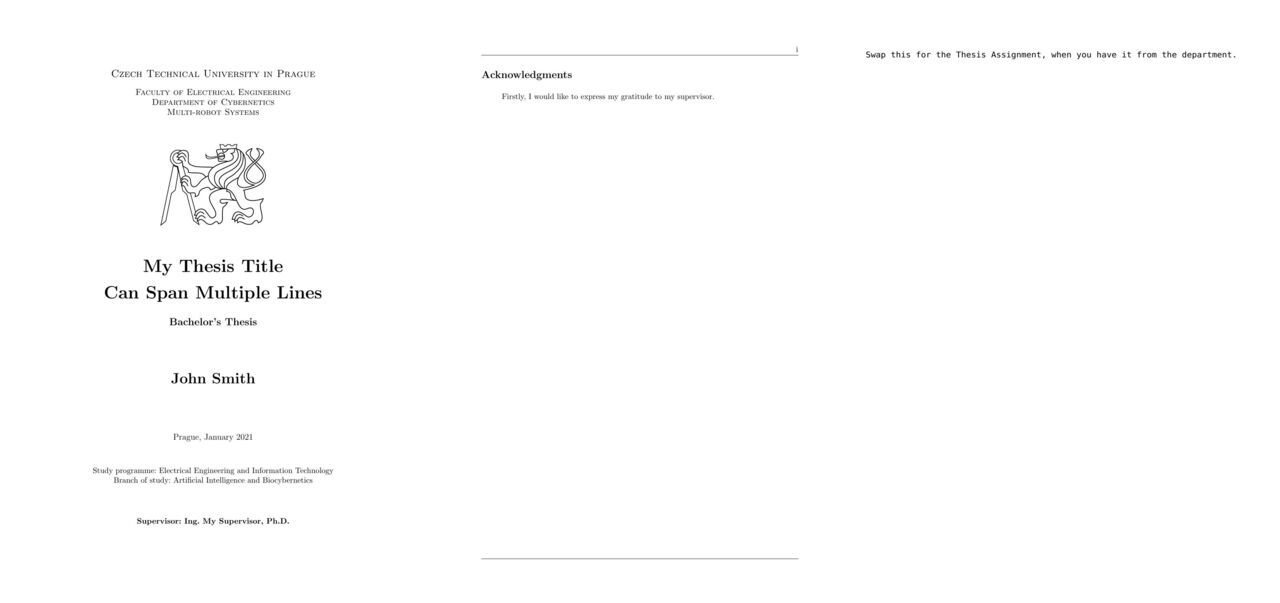 Czech Technical University in Prague
Faculty of Electrical Engineering
Department of Cybernetics
Multi-robot Systems
My Thesis Title
Can Span Multiple Lines
Bachelor's Thesis
John Smith
Prague, January 2021
Study programme: Electrical Engineering and Information Technology
Branch of study: Artificial Intelligence and Biocybernetics
Supervisor: Ing. My Supervisor, Ph.D.
i
Acknowledgments
Firstly, I would like to express my gratitude to my supervisor.
Swap this for the Thesis Assignment, when you have it from the department.